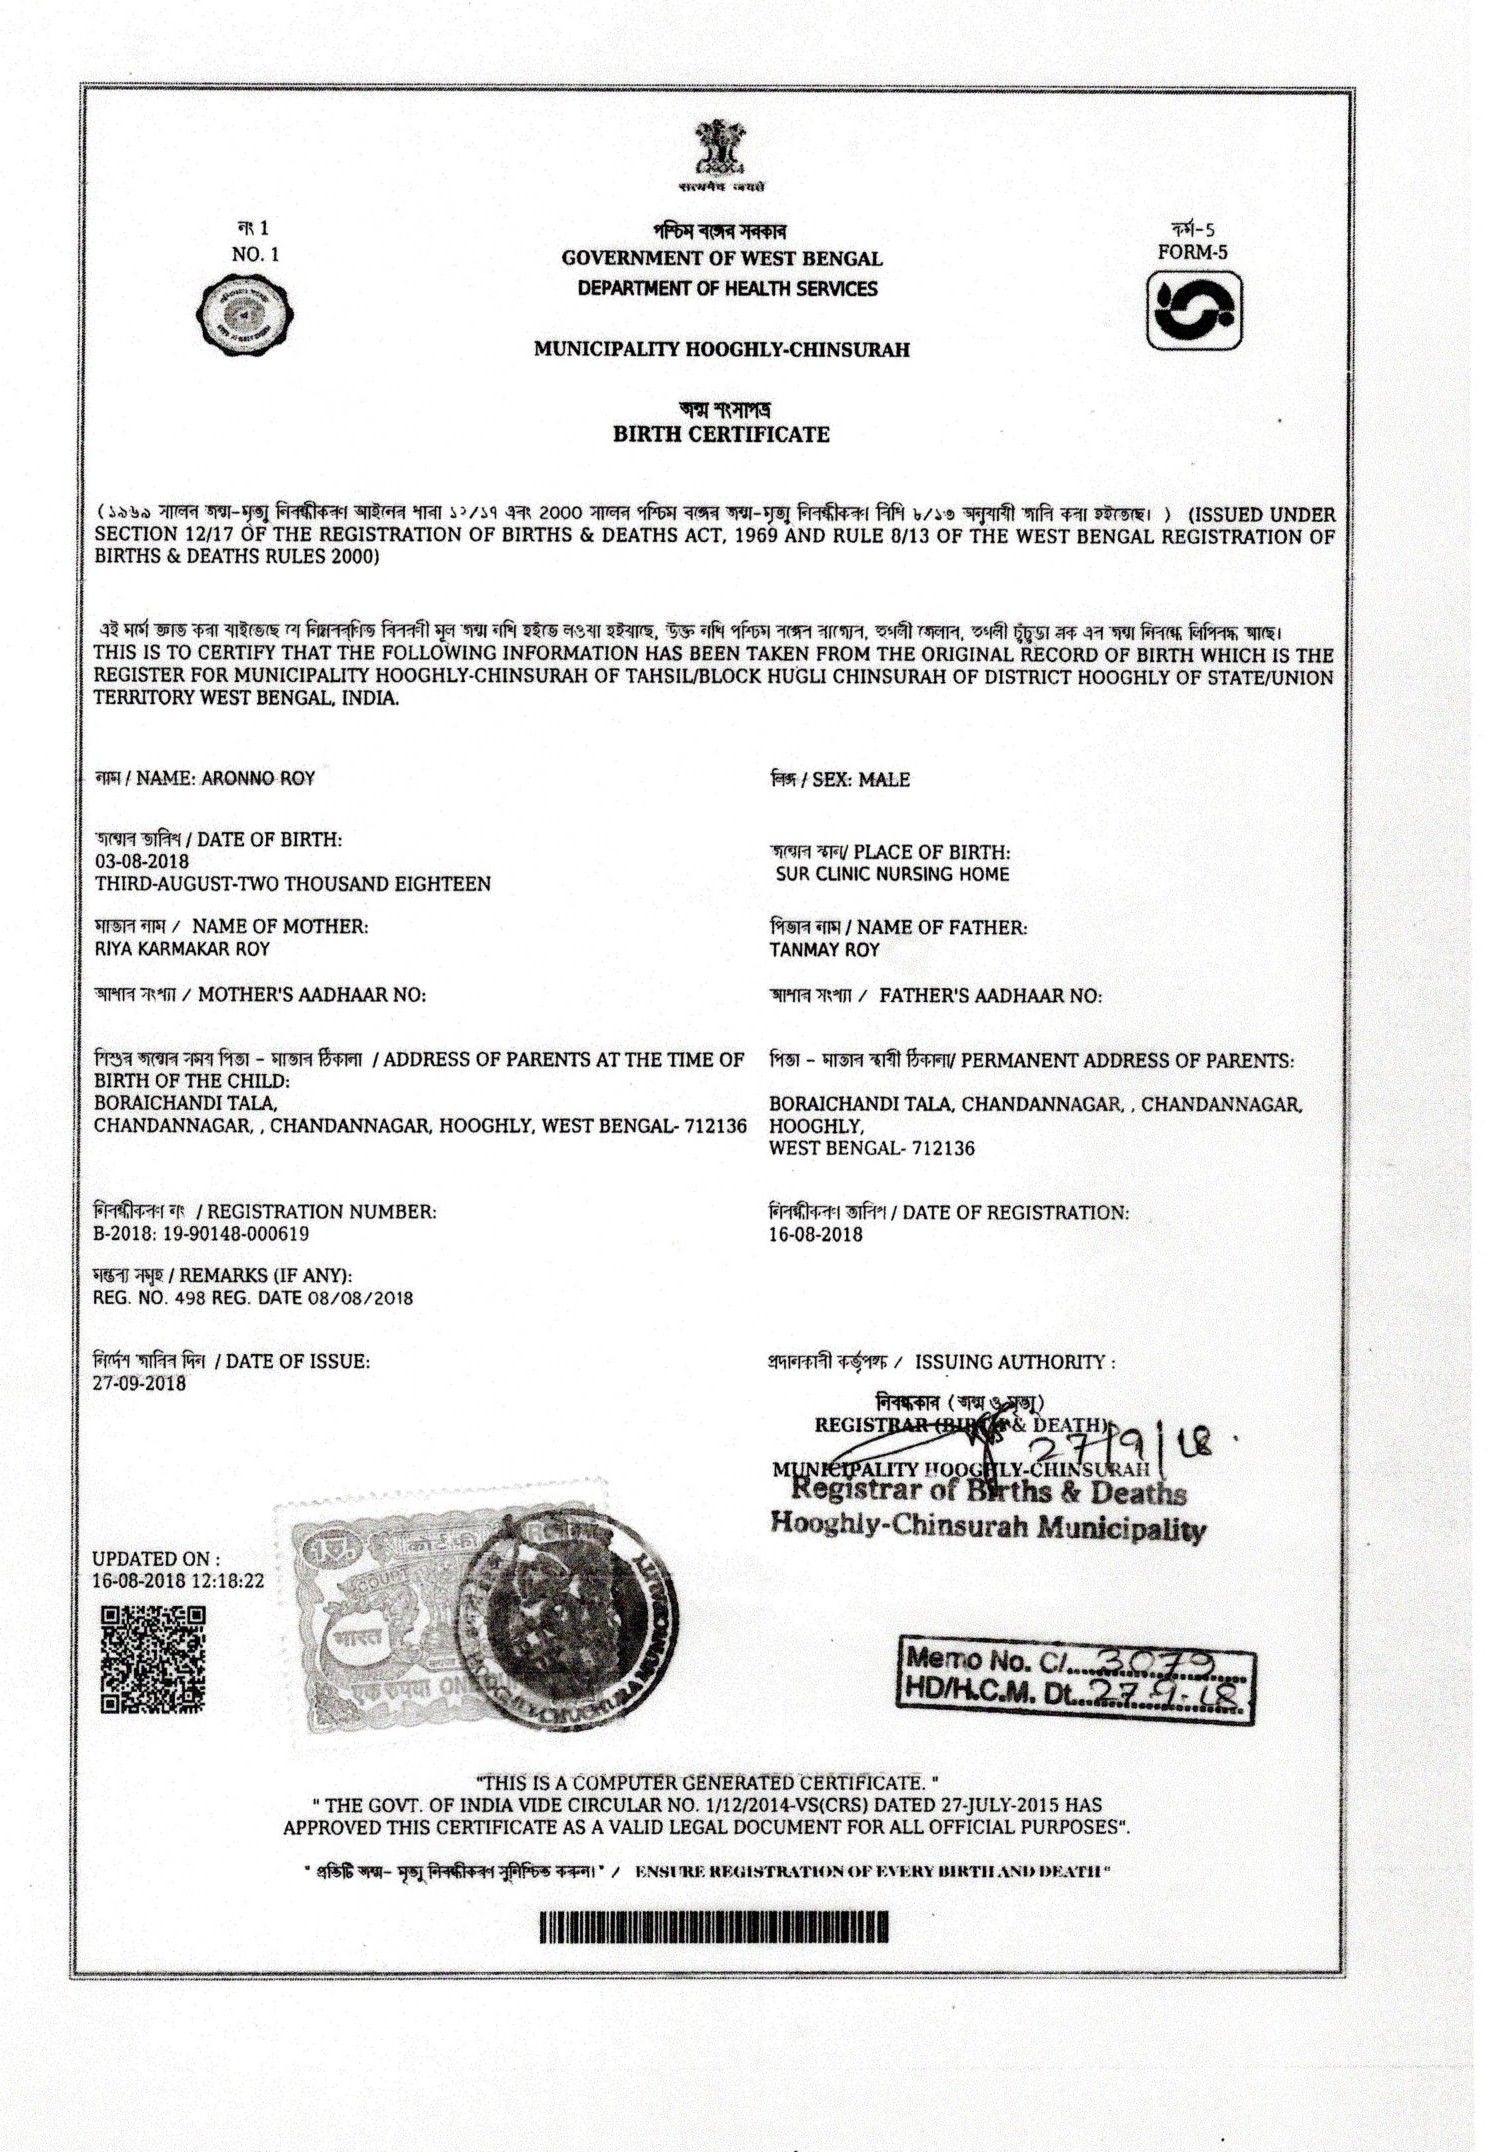 सत्यमेव जयते
নং 1
NO. 1
পশ্চিম বঙ্গের সরকার
GOVERNMENT OF WEST BENGAL
DEPARTMENT OF HEALTH SERVICES
ফর্ম-5
FORM-5
MUNICIPALITY HOOGHLY-CHINSURAH
জন্ম শংসাপত্র
BIRTH CERTIFICATE
(১৯৬৯ সালের জন্ম-মৃত্যু নিবন্ধীকরণ আইনের ধারা ১২/১৭ এবং 2000 সালের পশ্চিম বঙ্গের জন্ম-মৃত্যু নিবন্ধীকরণ বিধি ৮/১৩ অনুযায়ী জারি করা হইতেছে। ) (ISSUED UNDER
SECTION 12/17 OF THE REGISTRATION OF BIRTHS & DEATHS ACT, 1969 AND RULE 8/13 OF THE WEST BENGAL REGISTRATION OF
BIRTHS & DEATHS RULES 2000)
এই মর্মে জ্ঞাত করা যাইতেছে যে নিম্নবর্ণিত বিবরণী মূল জন্ম নথি হইতে লওয়া হইয়াছে, উক্ত নথি পশ্চিম বঙ্গের রাজ্যের, হুগলী জেলার, হুগলী চুঁচুড়া ব্লক এর জন্ম নিবন্ধে লিপিবদ্ধ আছে।
THIS IS TO CERTIFY THAT THE FOLLOWING INFORMATION HAS BEEN TAKEN FROM THE ORIGINAL RECORD OF BIRTH WHICH IS THE
REGISTER FOR MUNICIPALITY HOOGHLY-CHINSURAH OF TAHSIL/BLOCK HUGLI CHINSURAH OF DISTRICT HOOGHLY OF STATE/UNION
TERRITORY WEST BENGAL, INDIA.
নাম / NAME: ARONNO ROY
লিঙ্গ / SEX: MALE
জন্মের তারিখ / DATE OF BIRTH:
03-08-2018
THIRD-AUGUST-TWO THOUSAND EIGHTEEN
জন্মের স্থান/ PLACE OF BIRTH:
SUR CLINIC NURSING HOME
মাতার নাম / NAME OF MOTHER:
RIYA KARMAKAR ROY
পিতার নাম / NAME OF FATHER:
TANMAY ROY
আধার সংখ্যা / MOTHER'S AADHAAR NO:
আধার সংখ্যা / FATHER'S AADHAAR NO:
শিশুর জন্মের সময় পিতা - মাতার ঠিকানা / ADDRESS OF PARENTS AT THE TIME OF
BIRTH OF THE CHILD:
BORAICHANDI TALA,
CHANDANNAGAR, , CHANDANNAGAR, HOOGHLY, WEST BENGAL- 712136
পিতা - মাতার স্থায়ী ঠিকানা/ PERMANENT ADDRESS OF PARENTS:
BORAICHANDI TALA, CHANDANNAGAR, , CHANDANNAGAR,
HOOGHLY,
WEST BENGAL- 712136
নিবন্ধীকরণ নং / REGISTRATION NUMBER:
B-2018: 19-90148-000619
নিবন্ধীকরণ তারিখ / DATE OF REGISTRATION:
16-08-2018
মন্তব্য সমূহ / REMARKS (IF ANY):
REG. NO. 498 REG. DATE 08/08/2018
নির্দেশ জারির দিন / DATE OF ISSUE:
27-09-2018
প্রদানকারী কর্তৃপক্ষ / ISSUING AUTHORITY :
নিবন্ধকার (জন্ম ও মৃত্যু)
REGISTRAR (BIRTH & DEATH)
27/9/18
MUNICIPALITY HOOGHLY-CHINSURAH
Registrar of Births & Deaths
Hooghly-Chinsurah Municipality
UPDATED ON :
16-08-2018 12:18:22
कोर्ट फी
COURT
भारत
एक रुपया ONE
HOOGHLY-CHUCHURA MUNICIPALITY
Memo No. C/.....3079
HD/H.C.M. Dt..27.9.18
"THIS IS A COMPUTER GENERATED CERTIFICATE. "
" THE GOVT. OF INDIA VIDE CIRCULAR NO. 1/12/2014-VS(CRS) DATED 27-JULY-2015 HAS
APPROVED THIS CERTIFICATE AS A VALID LEGAL DOCUMENT FOR ALL OFFICIAL PURPOSES".
" প্রতিটি জন্ম- মৃত্যু নিবন্ধীকরণ সুনিশ্চিত করুন।" / ENSURE REGISTRATION OF EVERY BIRTH AND DEATH"